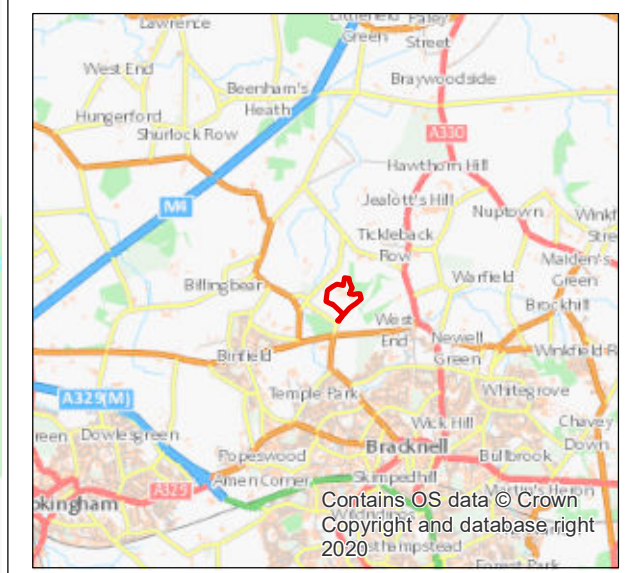 Lawrence
Littlefield
Green
Paley
Street
West End
Braywoodside
Beenham's
Heath
Hungerford
Shurlock Row
A330
Hawthorn Hill
M4
Jealott's Hill
Nuptown
Tickleback
Row
Maiden's
Green
Billingbear
Warfield
Brockhill
West
End
Newell
Green
Binfield
Winkfield R
Temple Park
Whitegrove
A329(M)
Wick Hill
Chavey
Down
Dowlesgreen
Popeswood
Bracknell
Bullbrook
A329
Amen Corner
Skimpedhill
Martin's Heron
okingham
Contains OS data © Crown
Copyright and database right
2020
sthampstead
Forest Park